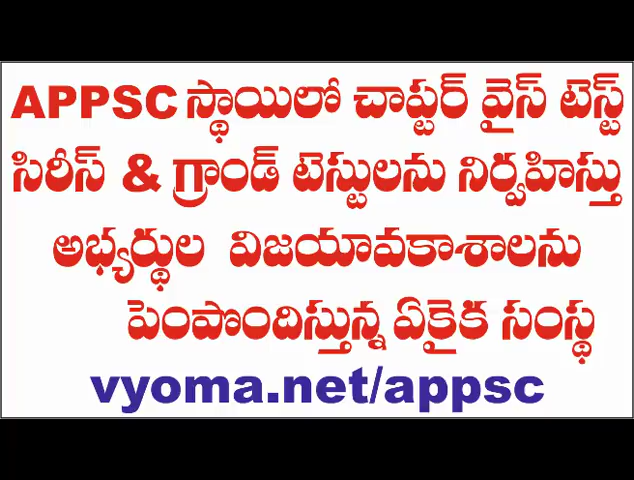 APPSC స్థాయిలో చాప్టర్ వైస్ టెస్ట్
సిరీస్ & గ్రాండ్ టెస్టులను నిర్వహిస్తు
అభ్యర్థుల విజయావకాశాలను
పెంపొందిస్తున్న ఏకైక సంస్థ
vyoma.net/appsc